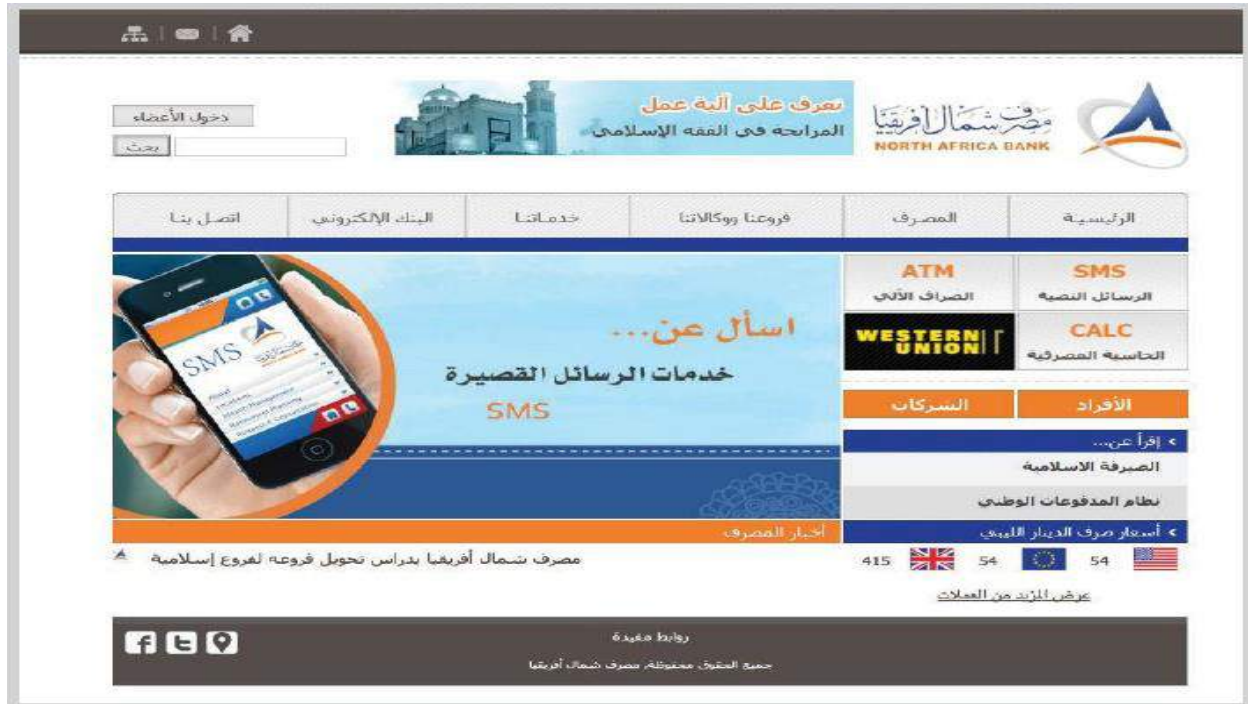 تعرف على آلية عمل
المرابحة في الفقه الإسلامي
مصرف شمال أفريقيا
NORTH AFRICA BANK
دخول الأعضاء
بحث
الرئيسية
المصرف
فروعنا ووكالاتنا
خدماتنا
البنك الإلكتروني
اتصل بنا
SMS
الرسائل النصية
ATM
الصراف الآلي
CALC
الحاسبة المصرفية
WESTERN UNION
الأفراد
الشركات
إقرأ عن...
الصيرفة الاسلامية
نظام المدفوعات الوطني
أسعار صرف الدينار الليبي
54
54
415
عرض المزيد من العملات
اسأل عن...
خدمات الرسائل القصيرة
SMS
SMS
أخبار المصرف
مصرف شمال أفريقيا يدراس تحويل فروعه لفروع إسلامية
روابط مفيدة
جميع الحقوق محفوظة, مصرف شمال أفريقيا